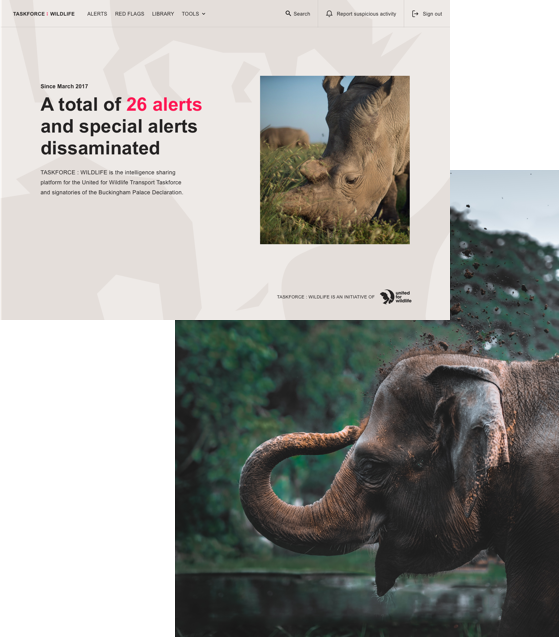 TASKFORCE : WILDLIFE ALERTS RED FLAGS LIBRARY TOOLS Search Report suspicious activity Sign out
Since March 2017
A total of 26 alerts
and special alerts
disseminated
TASKFORCE : WILDLIFE is the intelligence sharing
platform for the United for Wildlife Transport Taskforce
and signatories of the Buckingham Palace Declaration.
TASKFORCE : WILDLIFE IS AN INITIATIVE OF
united
for
wildlife